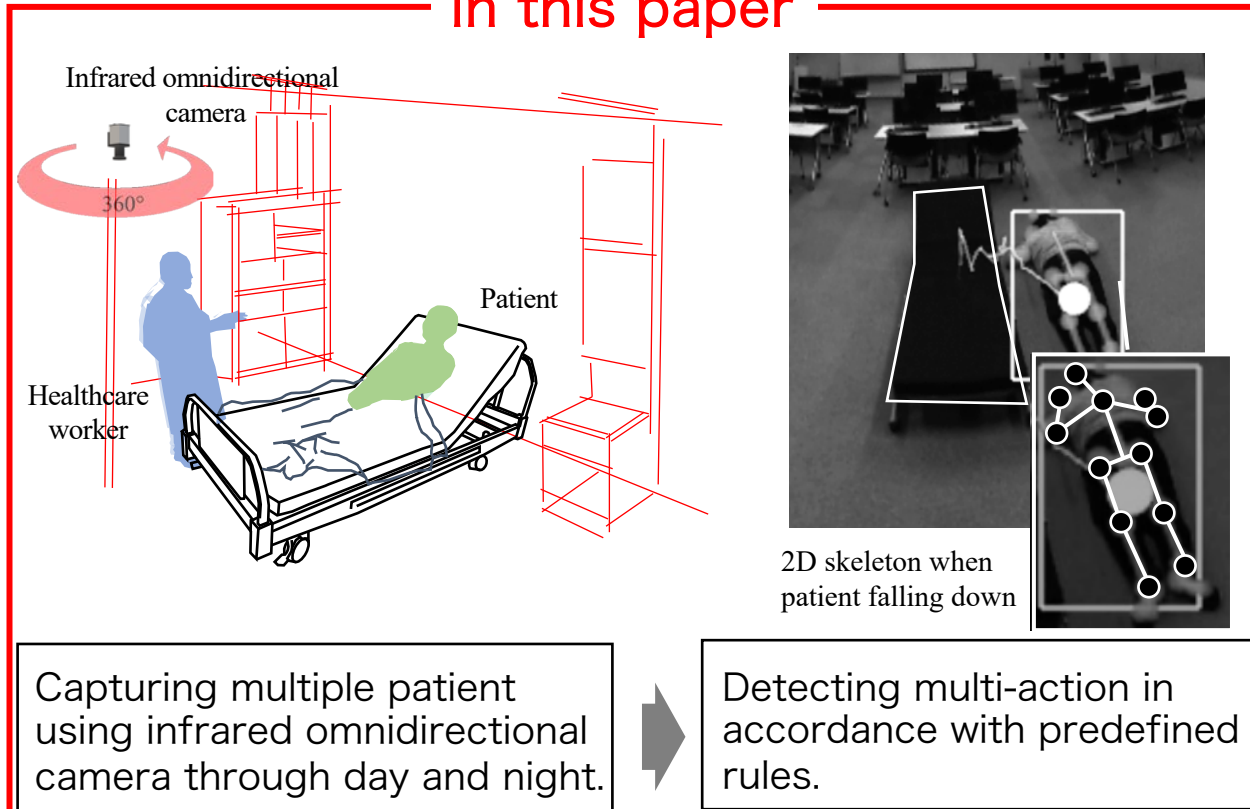 in this paper
Infrared omnidirectional
camera
360°
Patient
Healthcare
worker
2D skeleton when
patient falling down
Capturing multiple patient
using infrared omnidirectional
camera through day and night.
Detecting multi-action in
accordance with predefined
rules.